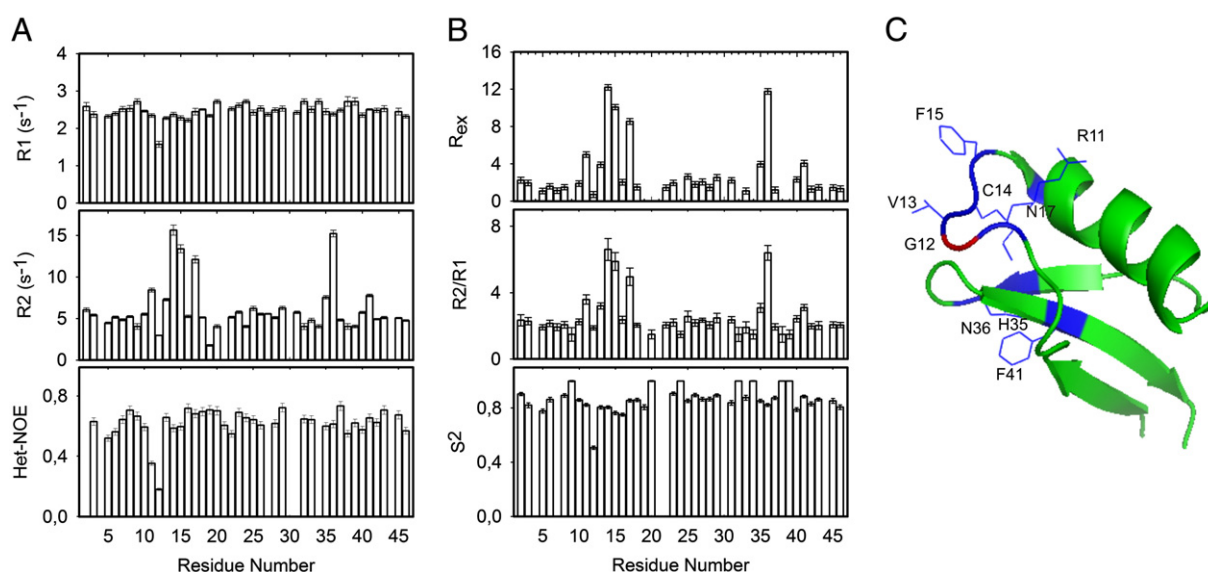 A
4
3
2
1
0
R1 (s⁻¹)
15
10
5
0
R2 (s⁻¹)
0,8
0,4
0,0
Het-NOE
5 10 15 20 25 30 35 40 45
Residue Number
B
16
12
8
4
0
Rex
8
4
0
R2/R1
0,8
0,4
0,0
S²
5 10 15 20 25 30 35 40 45
Residue Number
C
F15
R11
C14
V13
N17
G12
N36 H35
F41